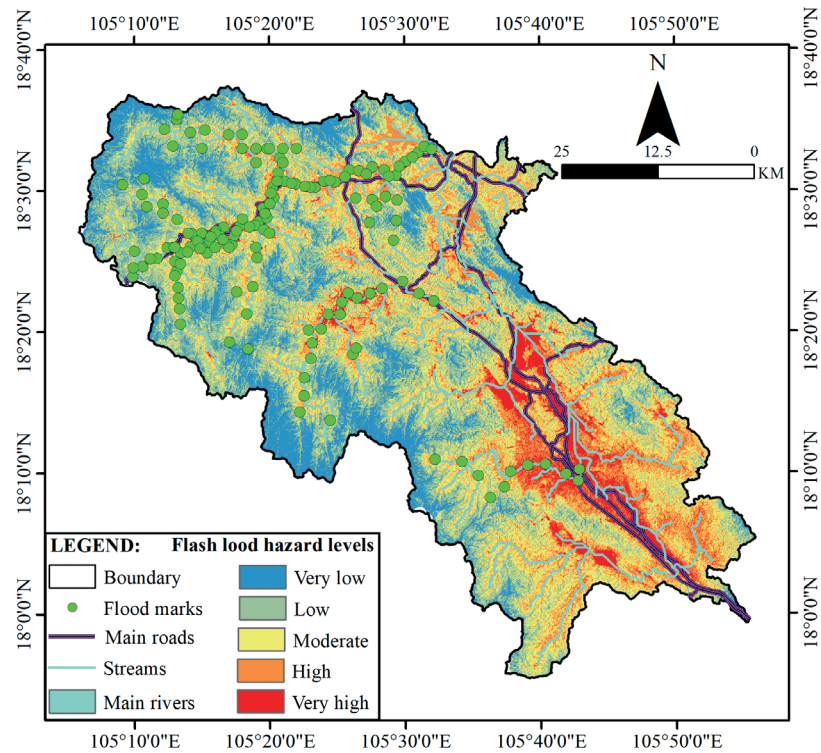 105°10'0"E 105°20'0"E 105°30'0"E 105°40'0"E 105°50'0"E
18°40'0"N 18°40'0"N
N
25 12.5 0
KM
18°30'0"N 18°30'0"N
18°20'0"N 18°20'0"N
18°10'0"N 18°10'0"N
18°0'0"N 18°0'0"N
LEGEND: Flash lood hazard levels
Boundary Very low
Flood marks Low
Main roads Moderate
Streams High
Main rivers Very high
105°10'0"E 105°20'0"E 105°30'0"E 105°40'0"E 105°50'0"E